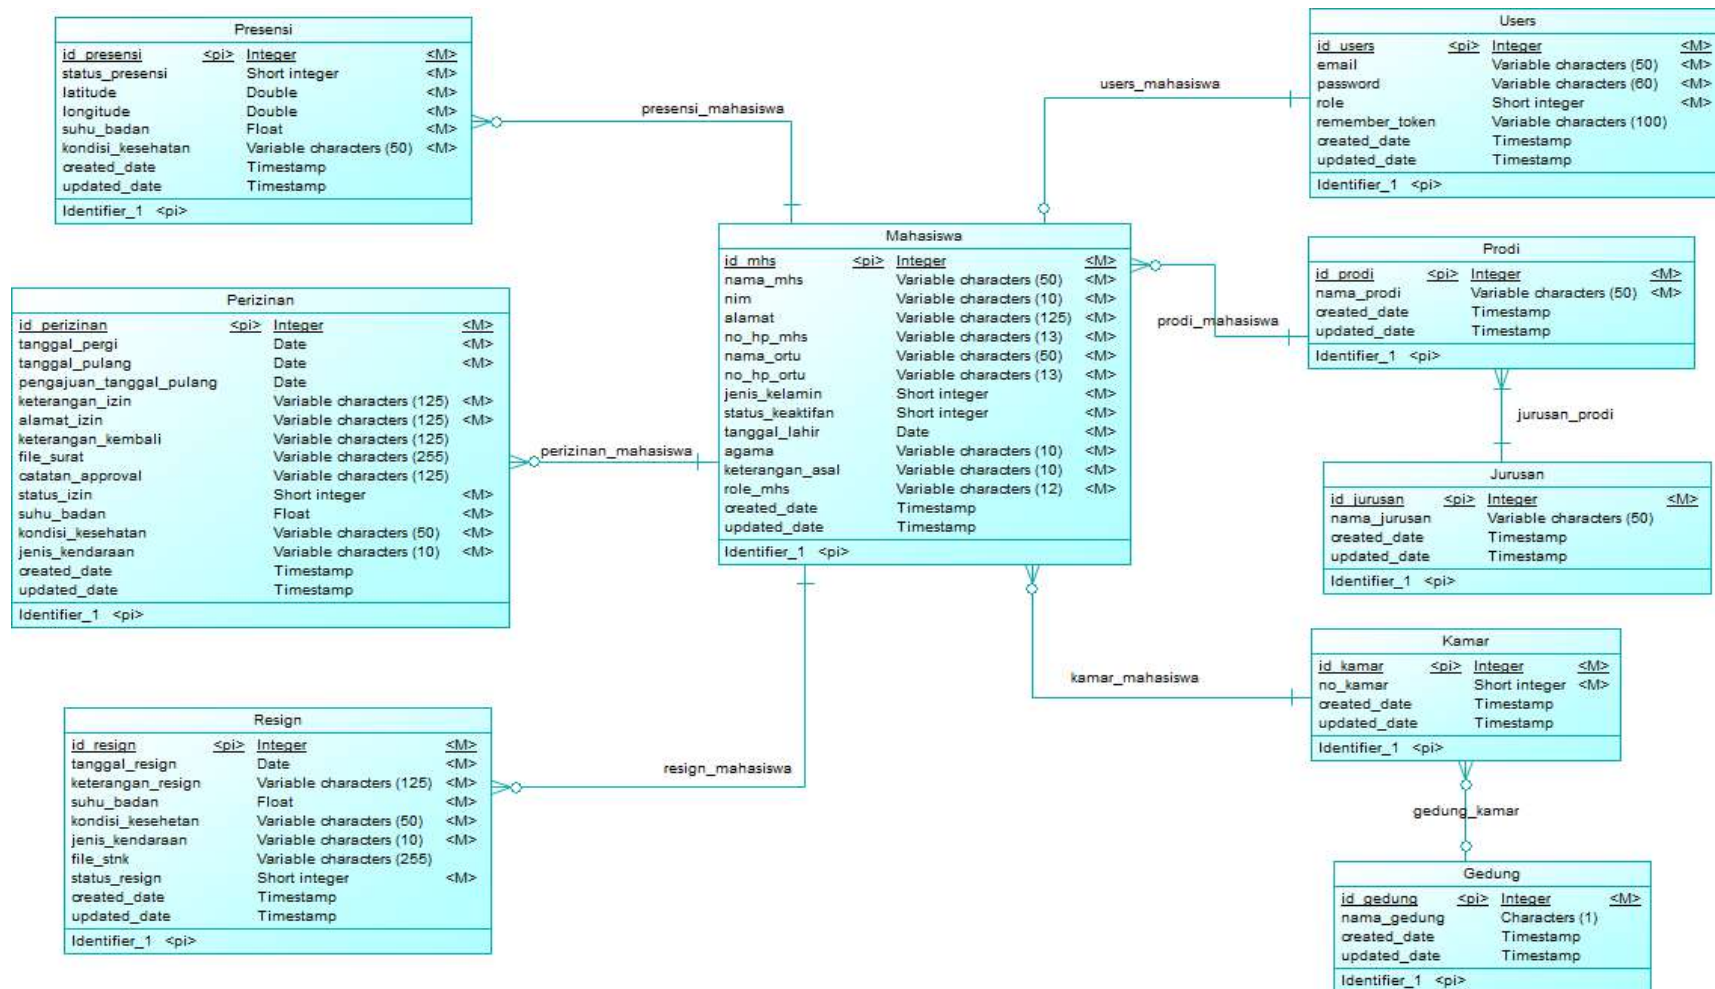 Presensi
id_presensi <pi> Integer <M>
status_presensi Short integer <M>
latitude Double <M>
longitude Double <M>
suhu_badan Float <M>
kondisi_kesehatan Variable characters (50) <M>
created_date Timestamp
updated_date Timestamp
Identifier_1 <pi>
presensi_mahasiswa
users_mahasiswa
Users
id_users <pi> Integer <M>
email Variable characters (50) <M>
password Variable characters (60) <M>
role Short integer <M>
remember_token Variable characters (100)
created_date Timestamp
updated_date Timestamp
Identifier_1 <pi>
Mahasiswa
id_mhs <pi> Integer <M>
nama_mhs Variable characters (50) <M>
nim Variable characters (10) <M>
alamat Variable characters (125) <M>
no_hp_mhs Variable characters (13) <M>
nama_ortu Variable characters (50) <M>
no_hp_ortu Variable characters (13) <M>
jenis_kelamin Short integer <M>
status_keaktifan Short integer <M>
tanggal_lahir Date <M>
agama Variable characters (10) <M>
keterangan_asal Variable characters (10) <M>
role_mhs Variable characters (12) <M>
created_date Timestamp
updated_date Timestamp
Identifier_1 <pi>
Prodi
id_prodi <pi> Integer <M>
nama_prodi Variable characters (50) <M>
created_date Timestamp
updated_date Timestamp
Identifier_1 <pi>
prodi_mahasiswa
jurusan_prodi
Perizinan
id_perizinan <pi> Integer <M>
tanggal_pergi Date <M>
tanggal_pulang Date <M>
pengajuan_tanggal_pulang Date
keterangan_izin Variable characters (125) <M>
alamat_izin Variable characters (125) <M>
keterangan_kembali Variable characters (125)
file_surat Variable characters (255)
catatan_approval Variable characters (125)
status_izin Short integer <M>
suhu_badan Float <M>
kondisi_kesehatan Variable characters (50) <M>
jenis_kendaraan Variable characters (10) <M>
created_date Timestamp
updated_date Timestamp
Identifier_1 <pi>
perizinan_mahasiswa
Jurusan
id_jurusan <pi> Integer <M>
nama_jurusan Variable characters (50)
created_date Timestamp
updated_date Timestamp
Identifier_1 <pi>
Kamar
id_kamar <pi> Integer <M>
no_kamar Short integer <M>
created_date Timestamp
updated_date Timestamp
Identifier_1 <pi>
kamar_mahasiswa
Resign
id_resign <pi> Integer <M>
tanggal_resign Date <M>
keterangan_resign Variable characters (125) <M>
suhu_badan Float <M>
kondisi_kesehetan Variable characters (50) <M>
jenis_kendaraan Variable characters (10) <M>
file_stnk Variable characters (255)
status_resign Short integer <M>
created_date Timestamp
updated_date Timestamp
Identifier_1 <pi>
resign_mahasiswa
gedung_kamar
Gedung
id_gedung <pi> Integer <M>
nama_gedung Characters (1)
created_date Timestamp
updated_date Timestamp
Identifier_1 <pi>